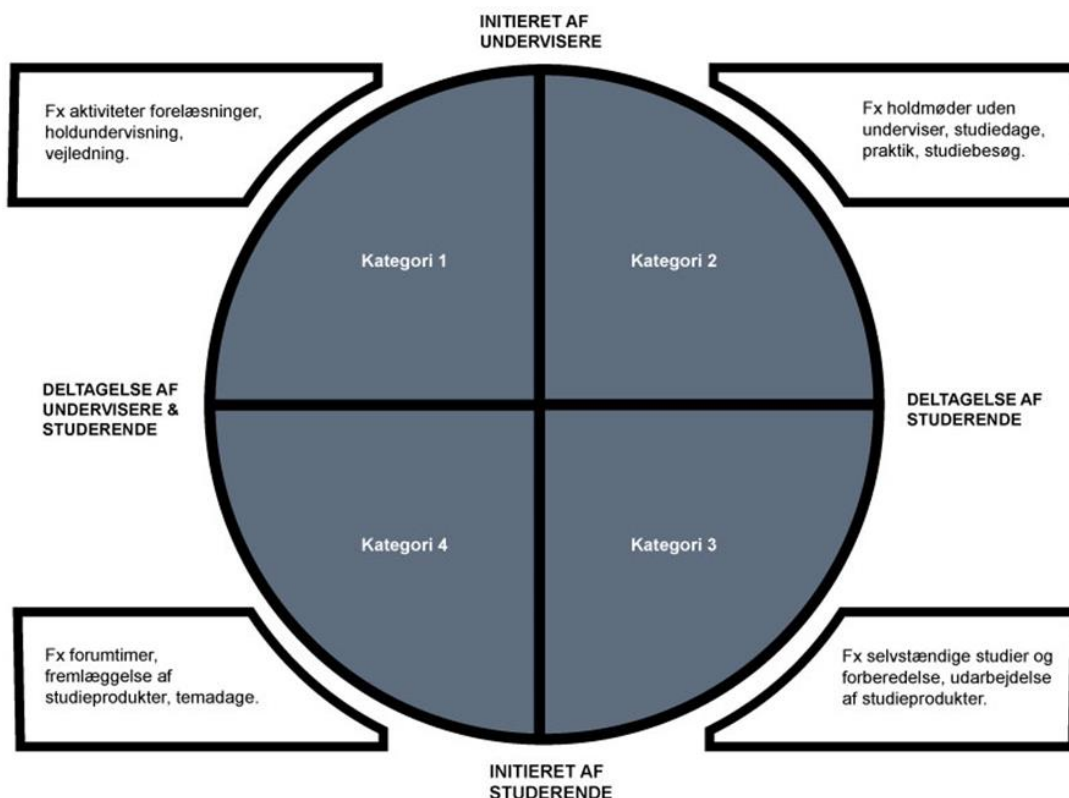 INITIERET AF
UNDERVISERE
Fx aktiviteter forelæsninger,
holdundervisning,
vejledning.
Fx holdmøder uden
underviser, studiedage,
praktik, studiebesøg.
Kategori 1
Kategori 2
DELTAGELSE AF
UNDERVISERE &
STUDERENDE
DELTAGELSE AF
STUDERENDE
Kategori 4
Kategori 3
Fx forumtimer,
fremlæggelse af
studieprodukter, temadage.
Fx selvstændige studier og
forberedelse, udarbejdelse
af studieprodukter.
INITIERET AF
STUDERENDE